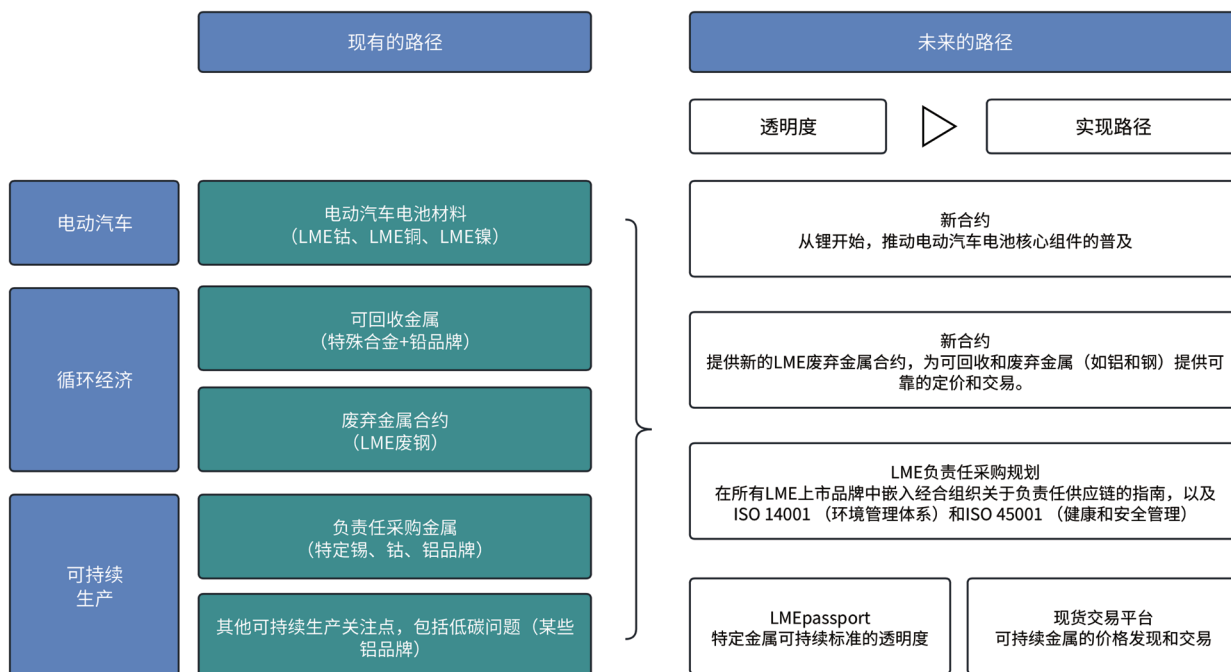 现有的路径
未来的路径
透明度
实现路径
电动汽车
电动汽车电池材料
（LME钴、LME铜、LME镍）
新合约
从锂开始，推动电动汽车电池核心组件的普及
循环经济
可回收金属
（特殊合金+铅品牌）
废弃金属合约
（LME废钢）
新合约
提供新的LME废弃金属合约，为可回收和废弃金属（如铝和钢）提供可
靠的定价和交易。
LME负责任采购规划
在所有LME上市品牌中嵌入经合组织关于负责任供应链的指南，以及
ISO 14001 （环境管理体系）和ISO 45001 （健康和安全管理）
可持续
生产
负责任采购金属
（特定锡、钴、铝品牌）
其他可持续生产关注点，包括低碳问题（某些
铝品牌）
LMEpassport
特定金属可持续标准的透明度
现货交易平台
可持续金属的价格发现和交易